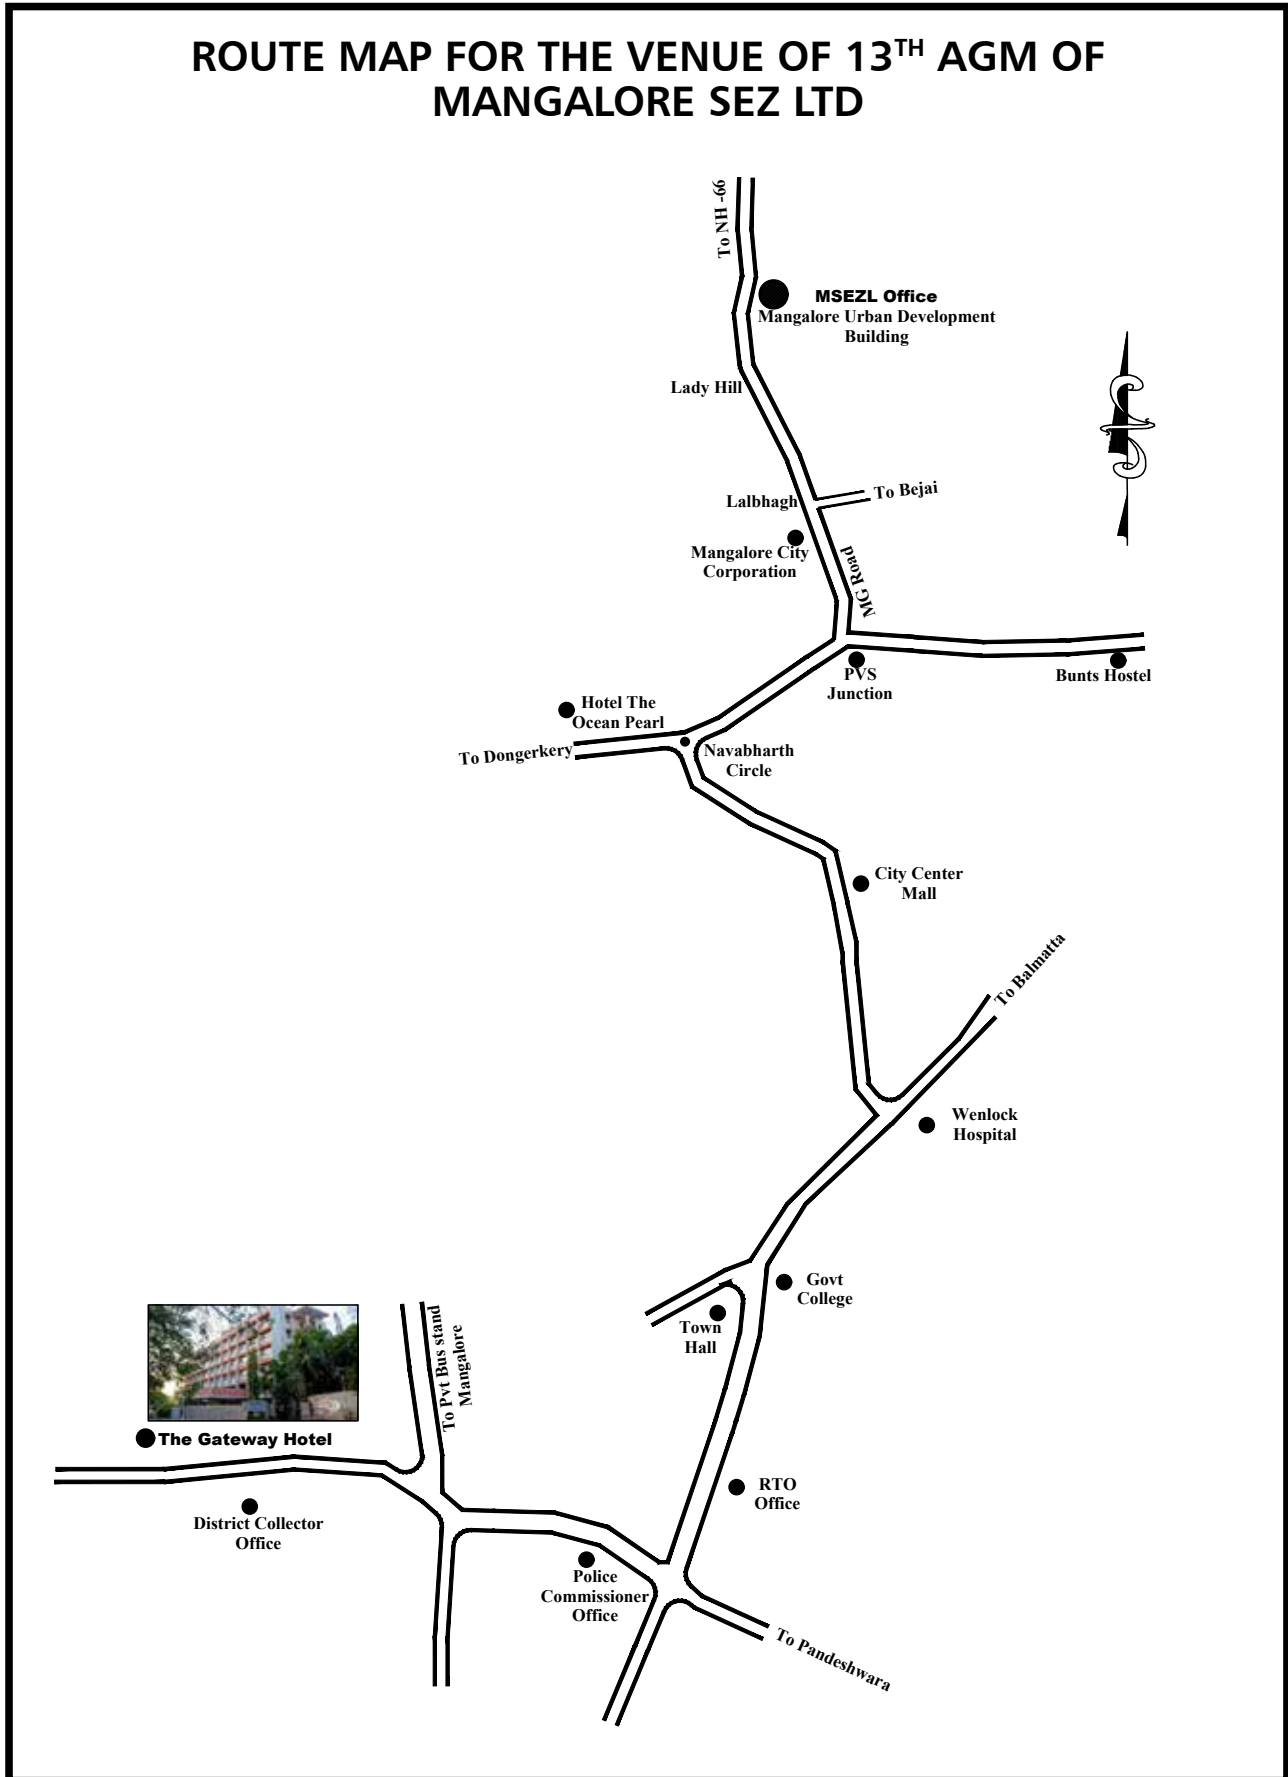 ROUTE MAP FOR THE VENUE OF 13TH AGM OF
MANGALORE SEZ LTD
To NH -66
MSEZL Office
Mangalore Urban Development
Building
Lady Hill
Lalbhagh
To Bejai
Mangalore City
Corporation
MG Road
PVS
Junction
Bunts Hostel
Hotel The
Ocean Pearl
To Dongerkery
Navabharth
Circle
City Center
Mall
To Balmatta
Wenlock
Hospital
Govt
College
Town
Hall
To Pvt Bus stand
Mangalore
The Gateway Hotel
RTO
Office
District Collector
Office
Police
Commissioner
Office
To Pandeshwara